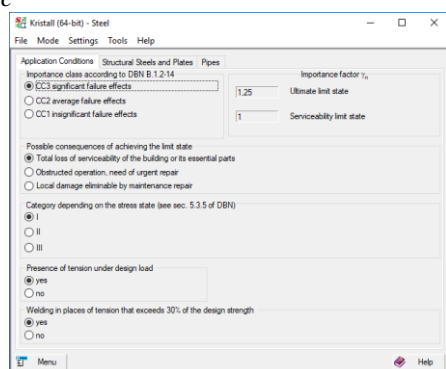 Kristall (64-bit) - Steel
File Mode Settings Tools Help
Application Conditions Structural Steels and Plates Pipes
Importance class according to DBN B.1.2-14
CC3 significant failure effects
CC2 average failure effects
CC1 insignificant failure effects
Importance factor γn
1,25 Ultimate limit state
1 Serviceability limit state
Possible consequences of achieving the limit state
Total loss of serviceability of the building or its essential parts
Obstructed operation, need of urgent repair
Local damage eliminable by maintenance repair
Category depending on the stress state (see sec. 5.3.5 of DBN)
I
II
III
Presence of tension under design load
yes
no
Welding in places of tension that exceeds 30% of the design strength
yes
no
Menu Help